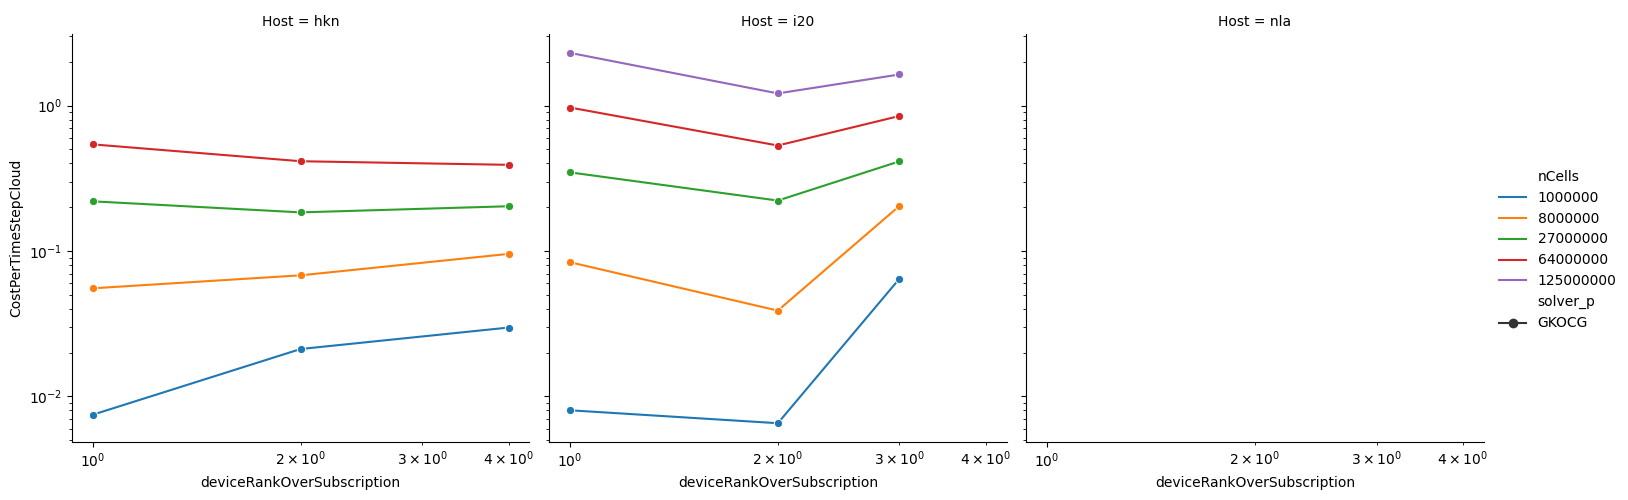 Host = hkn
Host = i20
Host = nla
CostPerTimeStepCloud
10⁰
10⁻¹
10⁻²
10⁰ 2 × 10⁰ 3 × 10⁰ 4 × 10⁰
10⁰ 2 × 10⁰ 3 × 10⁰ 4 × 10⁰
10⁰ 2 × 10⁰ 3 × 10⁰ 4 × 10⁰
deviceRankOverSubscription
deviceRankOverSubscription
deviceRankOverSubscription
nCells
1000000
8000000
27000000
64000000
125000000
solver_p
GKOCG